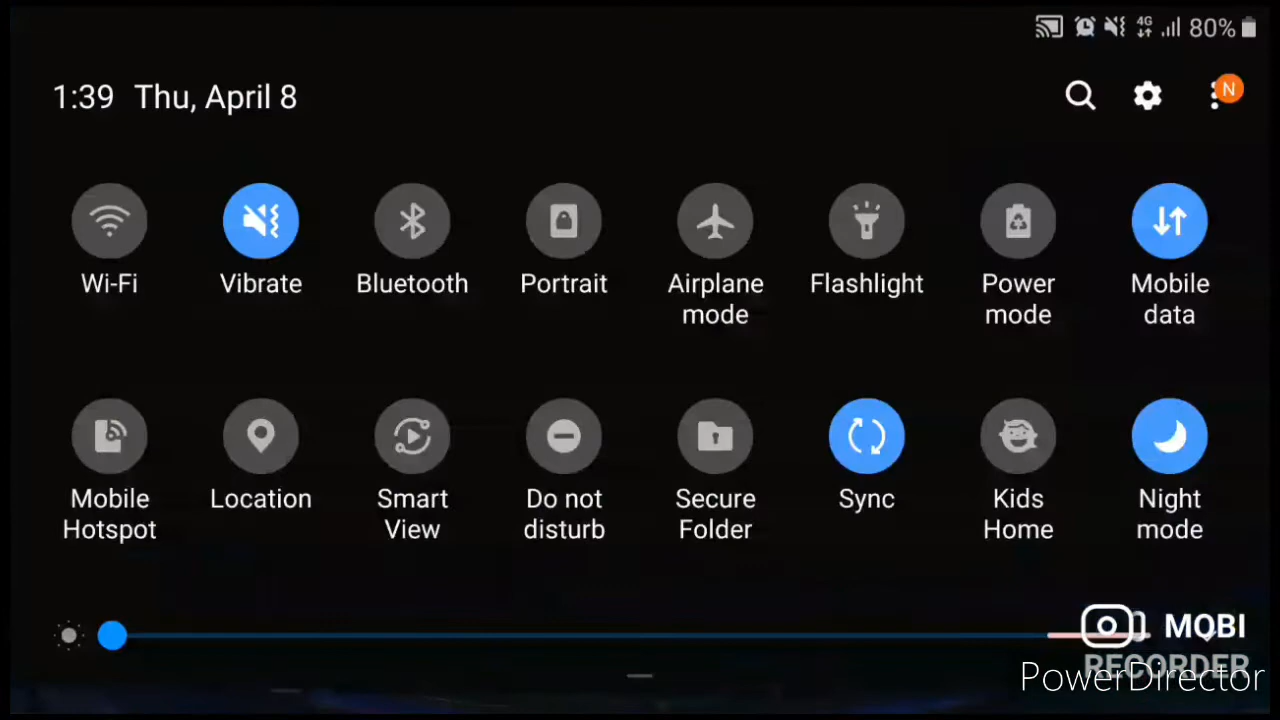 4G 80%
1:39 Thu, April 8
N
Wi-Fi Vibrate Bluetooth Portrait Airplane mode Flashlight Power mode Mobile data
Mobile Hotspot Location Smart View Do not disturb Secure Folder Sync Kids Home Night mode
MOBI
RECORDER
PowerDirector